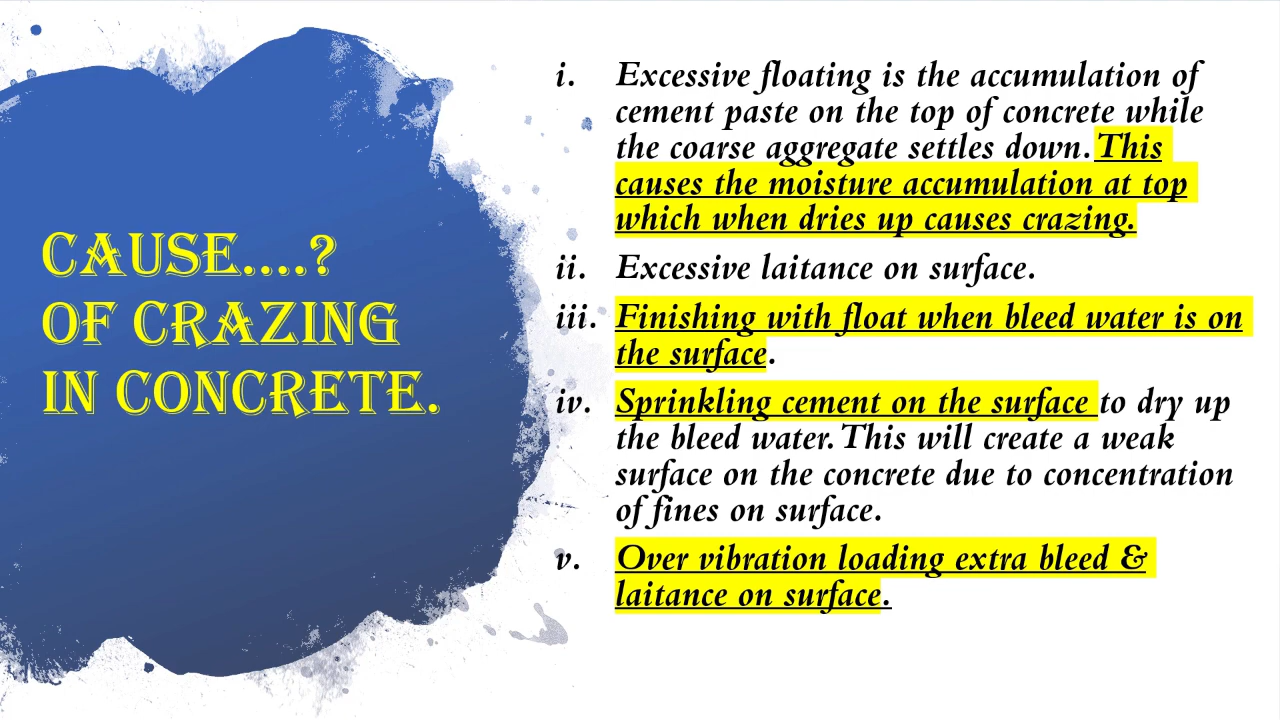 CAUSE....?
OF CRAZING
IN CONCRETE.
i. Excessive floating is the accumulation of
cement paste on the top of concrete while
the coarse aggregate settles down. This
causes the moisture accumulation at top
which when dries up causes crazing.
ii. Excessive laitance on surface.
iii. Finishing with float when bleed water is on
the surface.
iv. Sprinkling cement on the surface to dry up
the bleed water. This will create a weak
surface on the concrete due to concentration
of fines on surface.
v. Over vibration loading extra bleed &
laitance on surface.